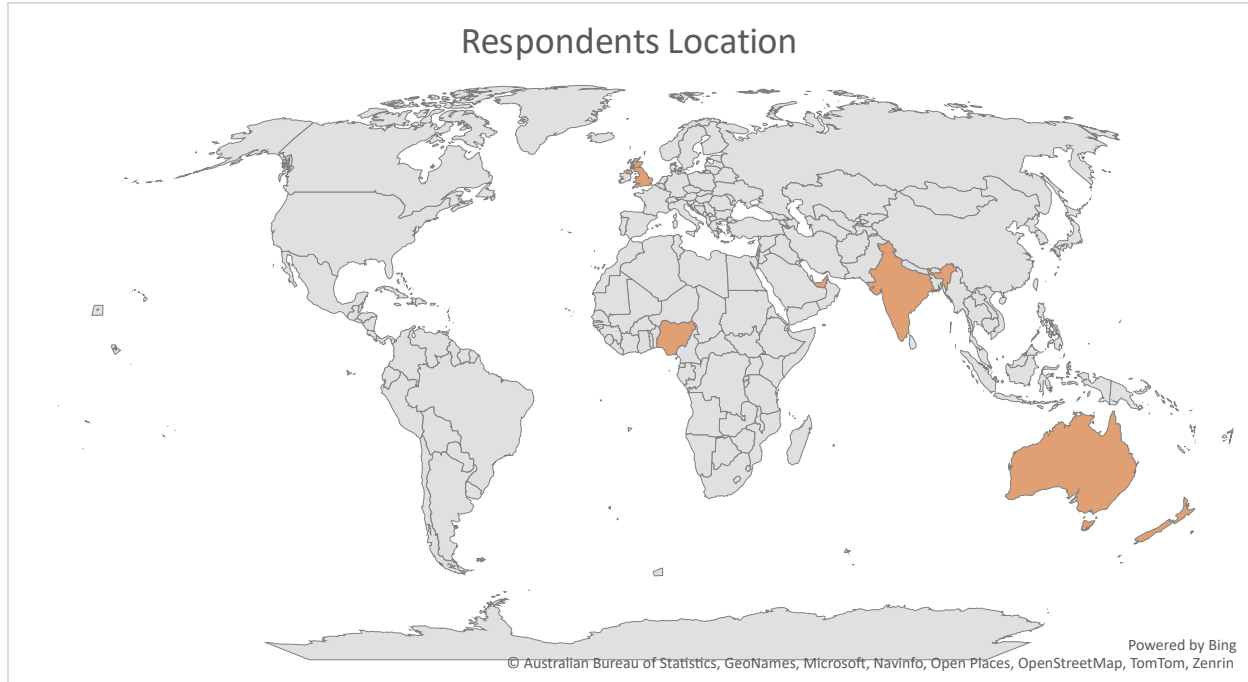 Respondents Location
Powered by Bing
© Australian Bureau of Statistics, GeoNames, Microsoft, Navinfo, Open Places, OpenStreetMap, TomTom, Zenrin